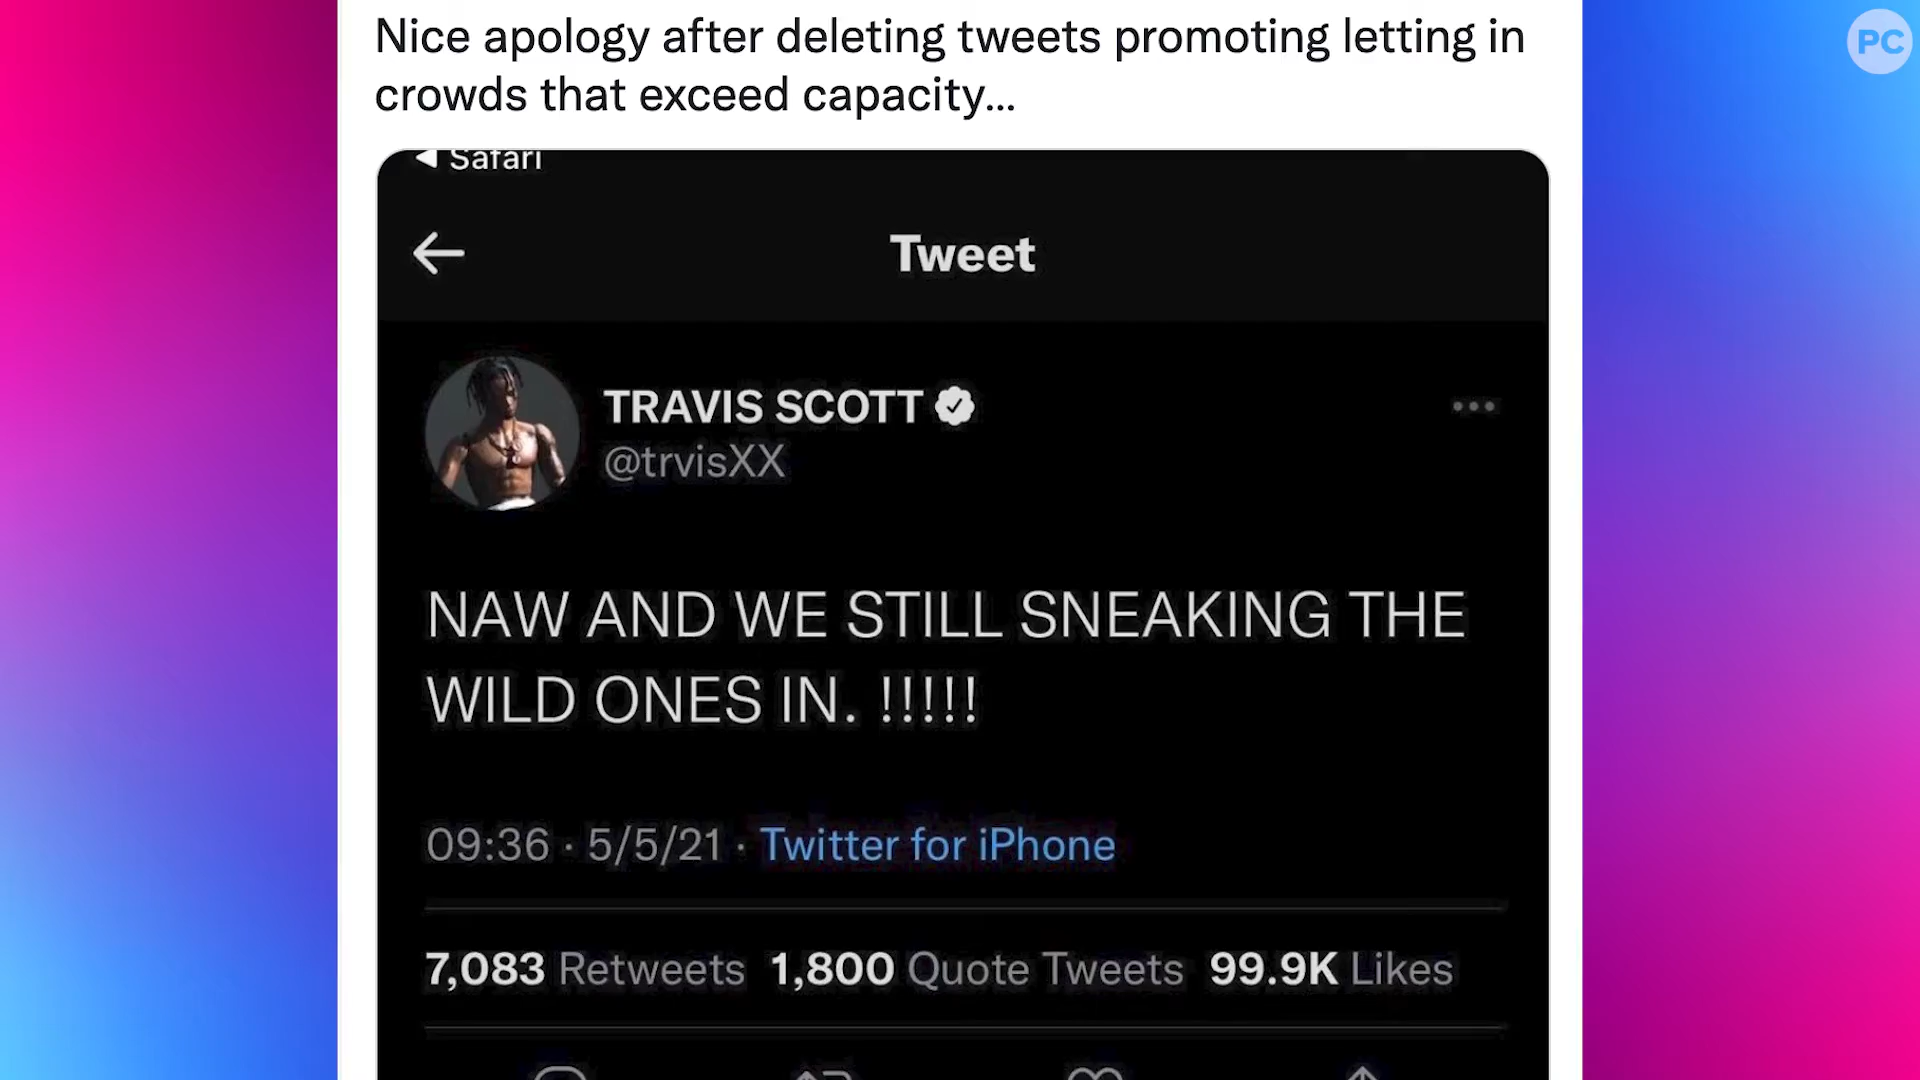 PC
Nice apology after deleting tweets promoting letting in
crowds that exceed capacity...
Safari
Tweet
TRAVIS SCOTT
@trvisXX
NAW AND WE STILL SNEAKING THE
WILD ONES IN. !!!!!
09:36 · 5/5/21 · Twitter for iPhone
7,083 Retweets 1,800 Quote Tweets 99.9K Likes